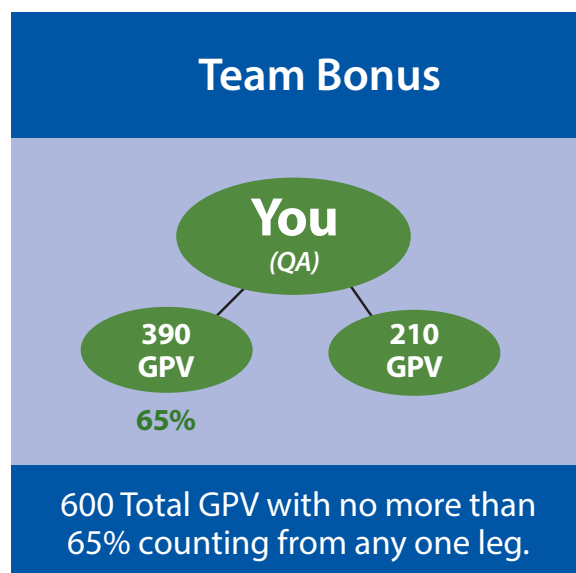 Team Bonus
You
(QA)
390
GPV
210
GPV
65%
600 Total GPV with no more than
65% counting from any one leg.